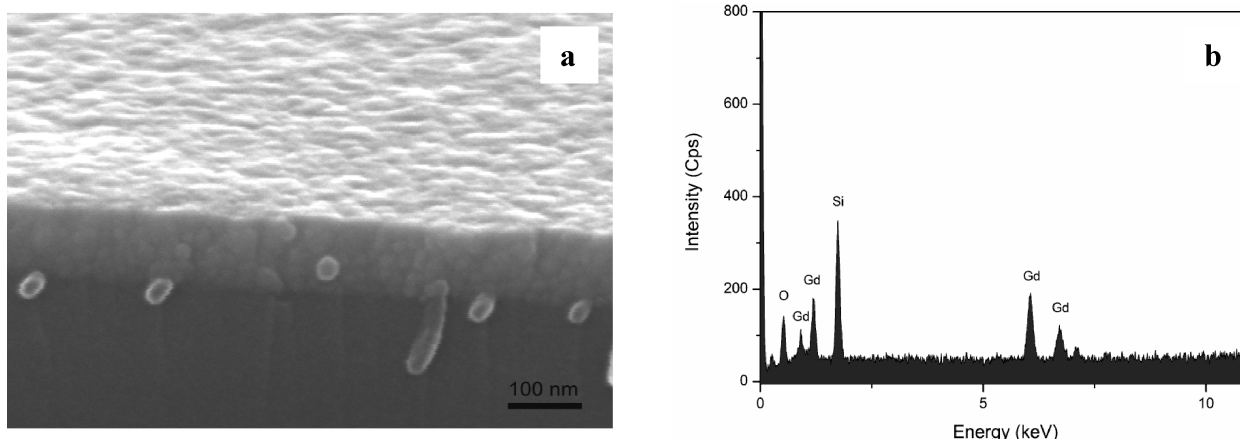 a
100 nm
b
800
600
400
200
0
Intensity (Cps)
O
Gd
Gd
Si
Gd
Gd
0
5
10
Energy (keV)